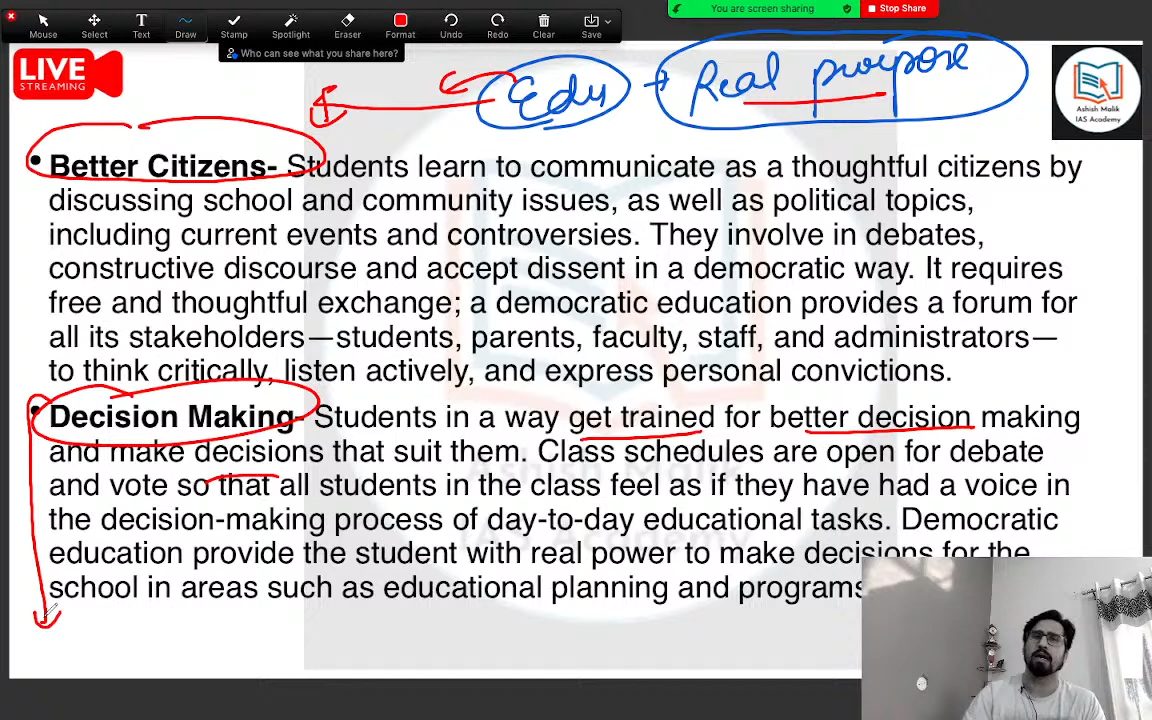 Mouse Select Text Draw Stamp Spotlight Eraser Format Undo Redo Clear Save
You are screen sharing Stop Share
Who can see what you share here?
LIVE
STREAMING
Edu Real purpose
Ashish Malik
IAS Academy
• Better Citizens- Students learn to communicate as a thoughtful citizens by
discussing school and community issues, as well as political topics,
including current events and controversies. They involve in debates,
constructive discourse and accept dissent in a democratic way. It requires
free and thoughtful exchange; a democratic education provides a forum for
all its stakeholders—students, parents, faculty, staff, and administrators—
to think critically, listen actively, and express personal convictions.
• Decision Making- Students in a way get trained for better decision making
and make decisions that suit them. Class schedules are open for debate
and vote so that all students in the class feel as if they have had a voice in
the decision-making process of day-to-day educational tasks. Democratic
education provide the student with real power to make decisions for the
school in areas such as educational planning and programs
Ashish Malik
IAS Academy